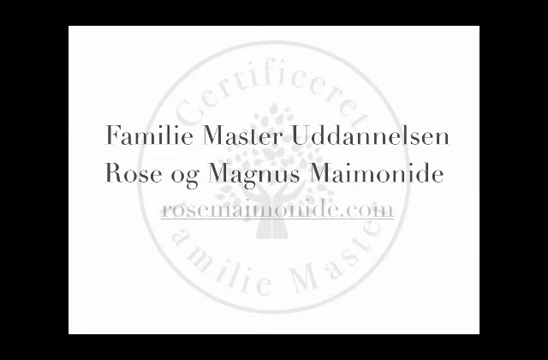 Certificeret
Familie Master Uddannelsen
Rose og Magnus Maimonide
rosemaimonide.com
Familie Master